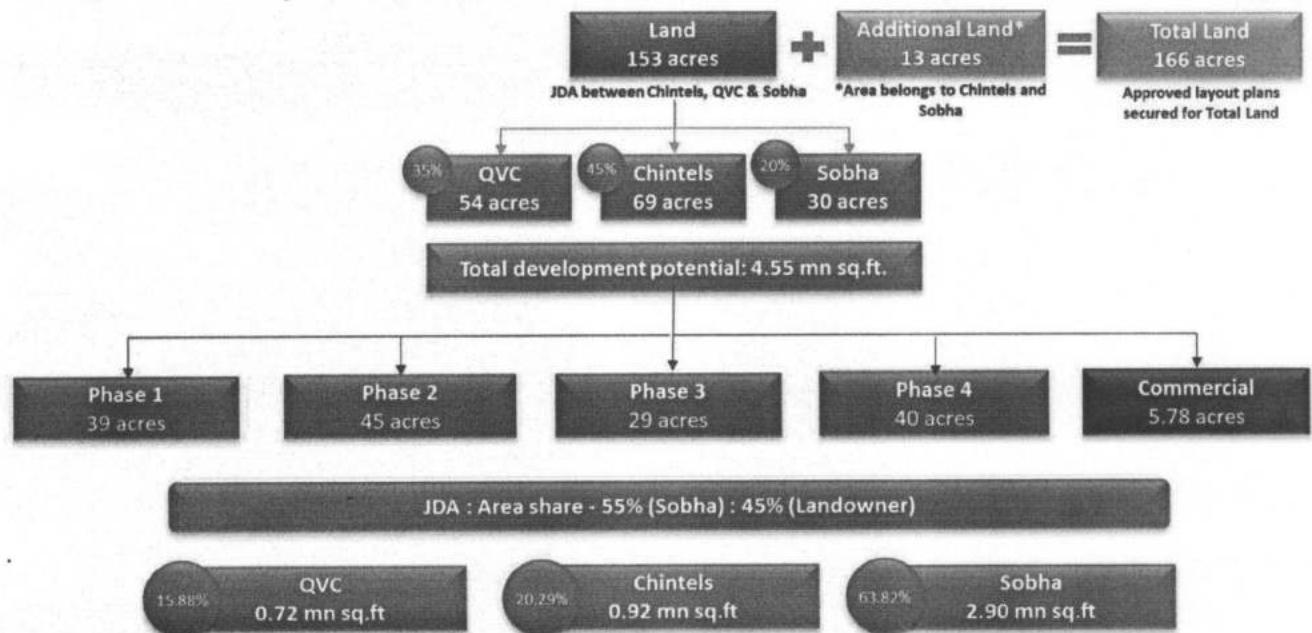 Land
153 acres
Additional Land*
13 acres
Total Land
166 acres
JDA between Chintels, QVC & Sobha
*Area belongs to Chintels and
Sobha
Approved layout plans
secured for Total Land
35%
QVC
54 acres
45%
Chintels
69 acres
20%
Sobha
30 acres
Total development potential: 4.55 mn sq.ft.
Phase 1
39 acres
Phase 2
45 acres
Phase 3
29 acres
Phase 4
40 acres
Commercial
5.78 acres
JDA : Area share - 55% (Sobha) : 45% (Landowner)
15.88%
QVC
0.72 mn sq.ft
20.29%
Chintels
0.92 mn sq.ft
63.82%
Sobha
2.90 mn sq.ft